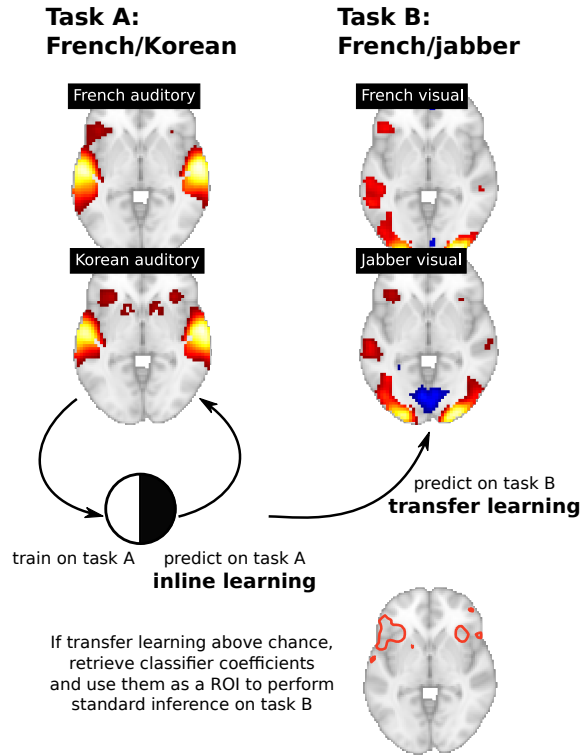 Task A:
French/Korean
Task B:
French/jabber
French auditory
French visual
Korean auditory
Jabber visual
predict on task B
transfer learning
train on task A
predict on task A
inline learning
If transfer learning above chance,
retrieve classifier coefficients
and use them as a ROI to perform
standard inference on task B